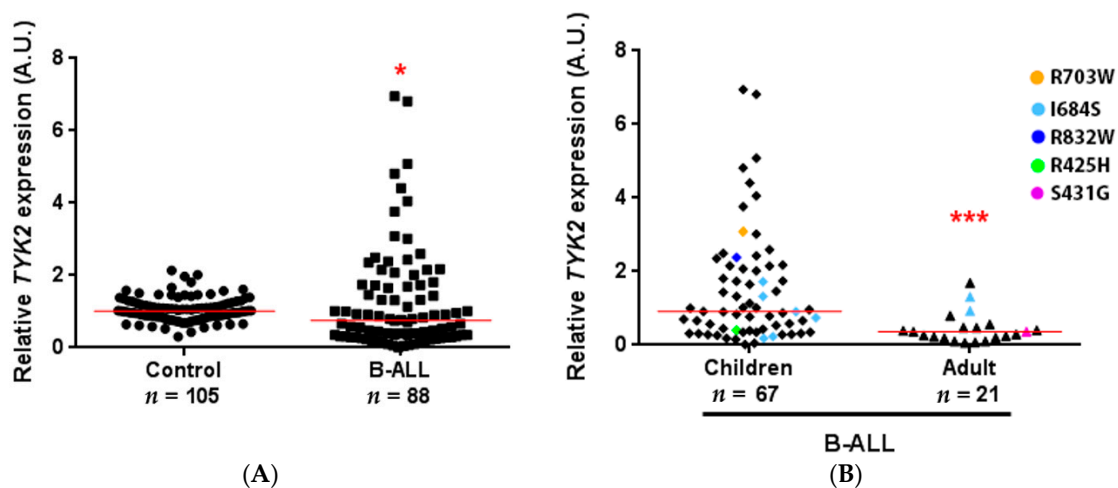 Relative TYK2 expression (A.U.)
8
6
4
2
0
*
Control
n = 105
B-ALL
n = 88
(A)
Relative TYK2 expression (A.U.)
8
6
4
2
0
***
R703W
I684S
R832W
R425H
S431G
Children
n = 67
Adult
n = 21
B-ALL
(B)